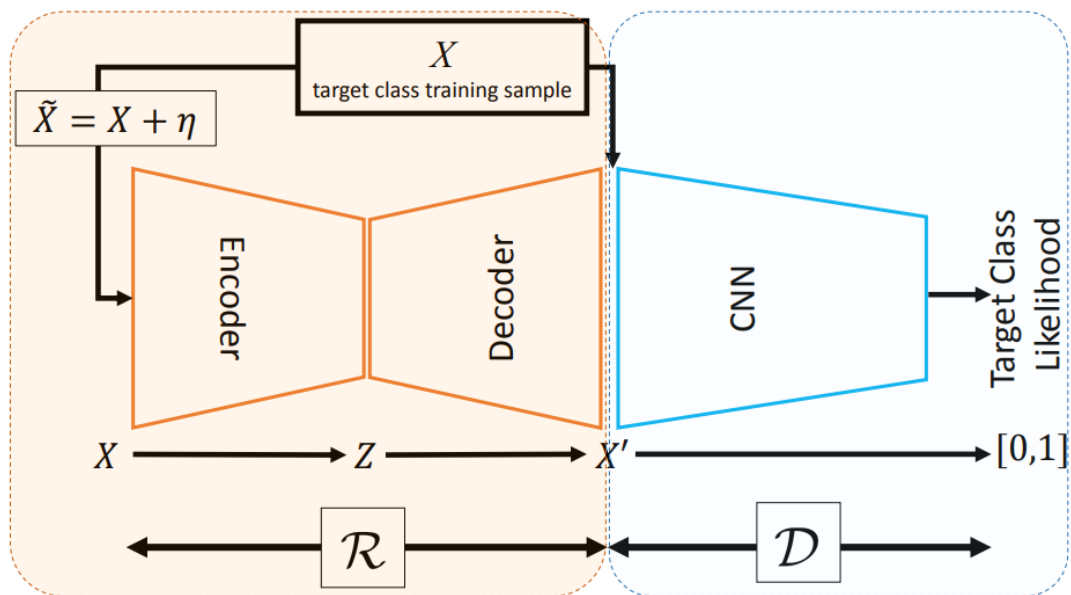 X
target class training sample
X̃ = X + η
Encoder
Decoder
CNN
Target Class
Likelihood
X
Z
X′
[0,1]
ℛ
𝒟